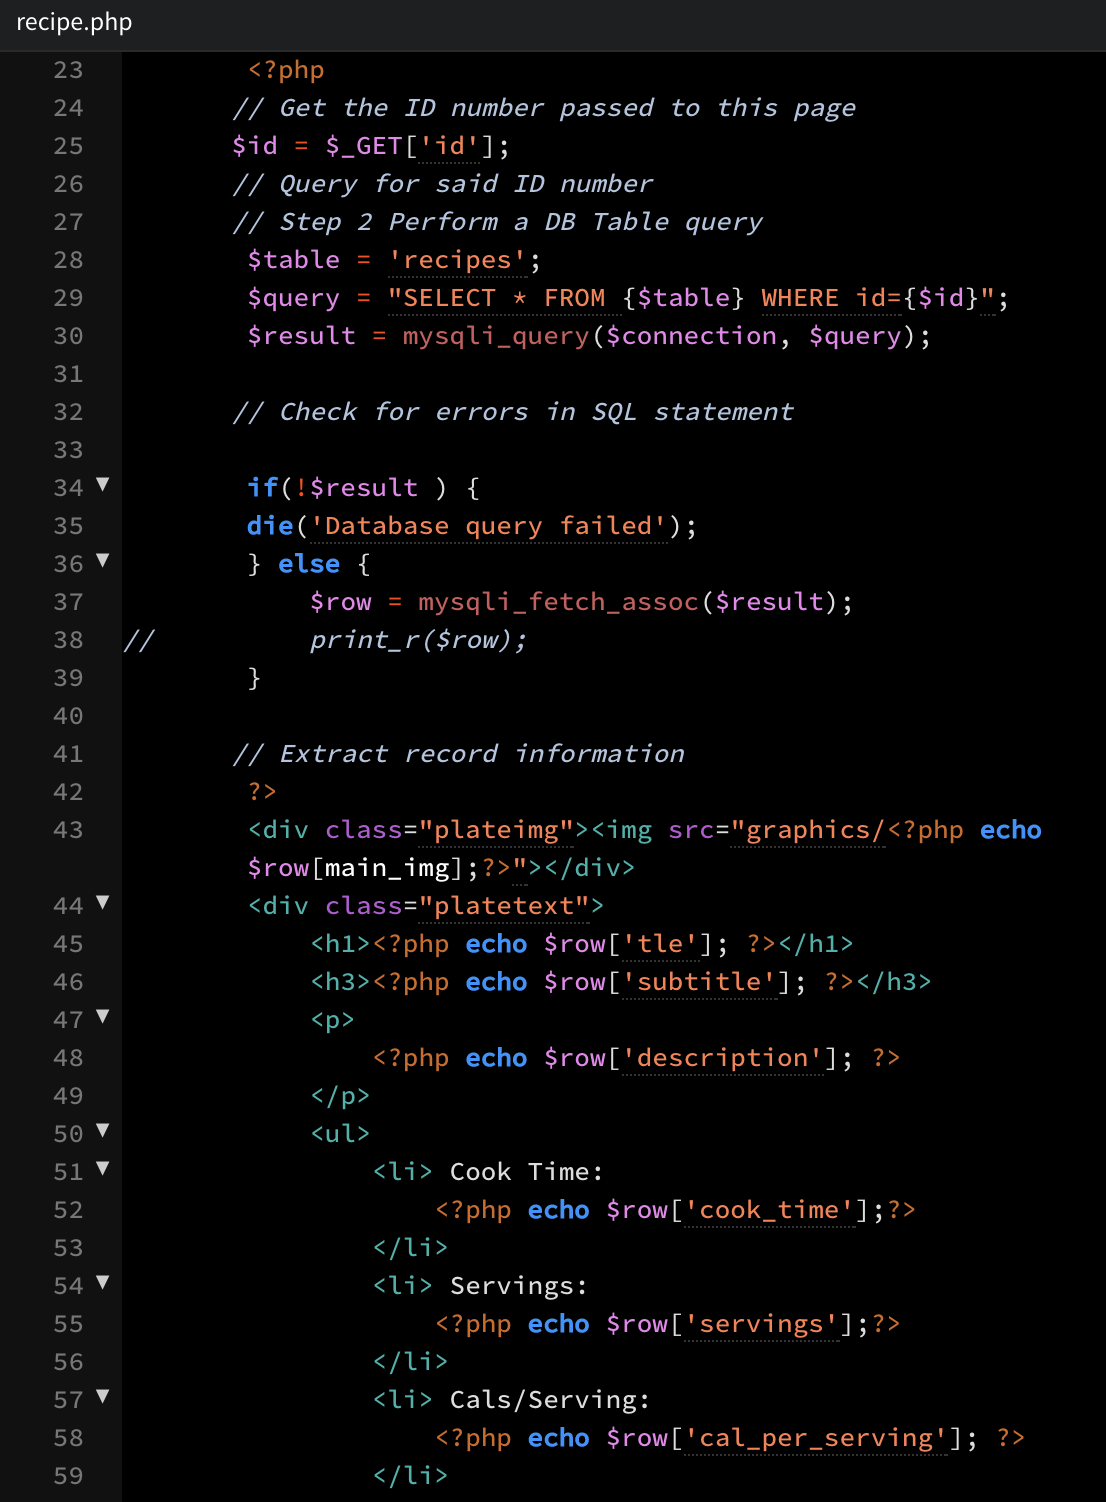 recipe.php
23 <?php
24 // Get the ID number passed to this page
25 $id = $_GET['id'];
26 // Query for said ID number
27 // Step 2 Perform a DB Table query
28 $table = 'recipes';
29 $query = "SELECT * FROM {$table} WHERE id={$id}";
30 $result = mysqli_query($connection, $query);
31
32 // Check for errors in SQL statement
33
34 ▼ if(!$result ) {
35 die('Database query failed');
36 ▼ } else {
37 $row = mysqli_fetch_assoc($result);
38 // print_r($row);
39 }
40
41 // Extract record information
42 ?>
43 <div class="plateimg"><img src="graphics/<?php echo
$row[main_img];?>"></div>
44 ▼ <div class="platetext">
45 <h1><?php echo $row['tle']; ?></h1>
46 <h3><?php echo $row['subtitle']; ?></h3>
47 ▼ <p>
48 <?php echo $row['description']; ?>
49 </p>
50 ▼ <ul>
51 ▼ <li> Cook Time:
52 <?php echo $row['cook_time'];?>
53 </li>
54 ▼ <li> Servings:
55 <?php echo $row['servings'];?>
56 </li>
57 ▼ <li> Cals/Serving:
58 <?php echo $row['cal_per_serving']; ?>
59 </li>